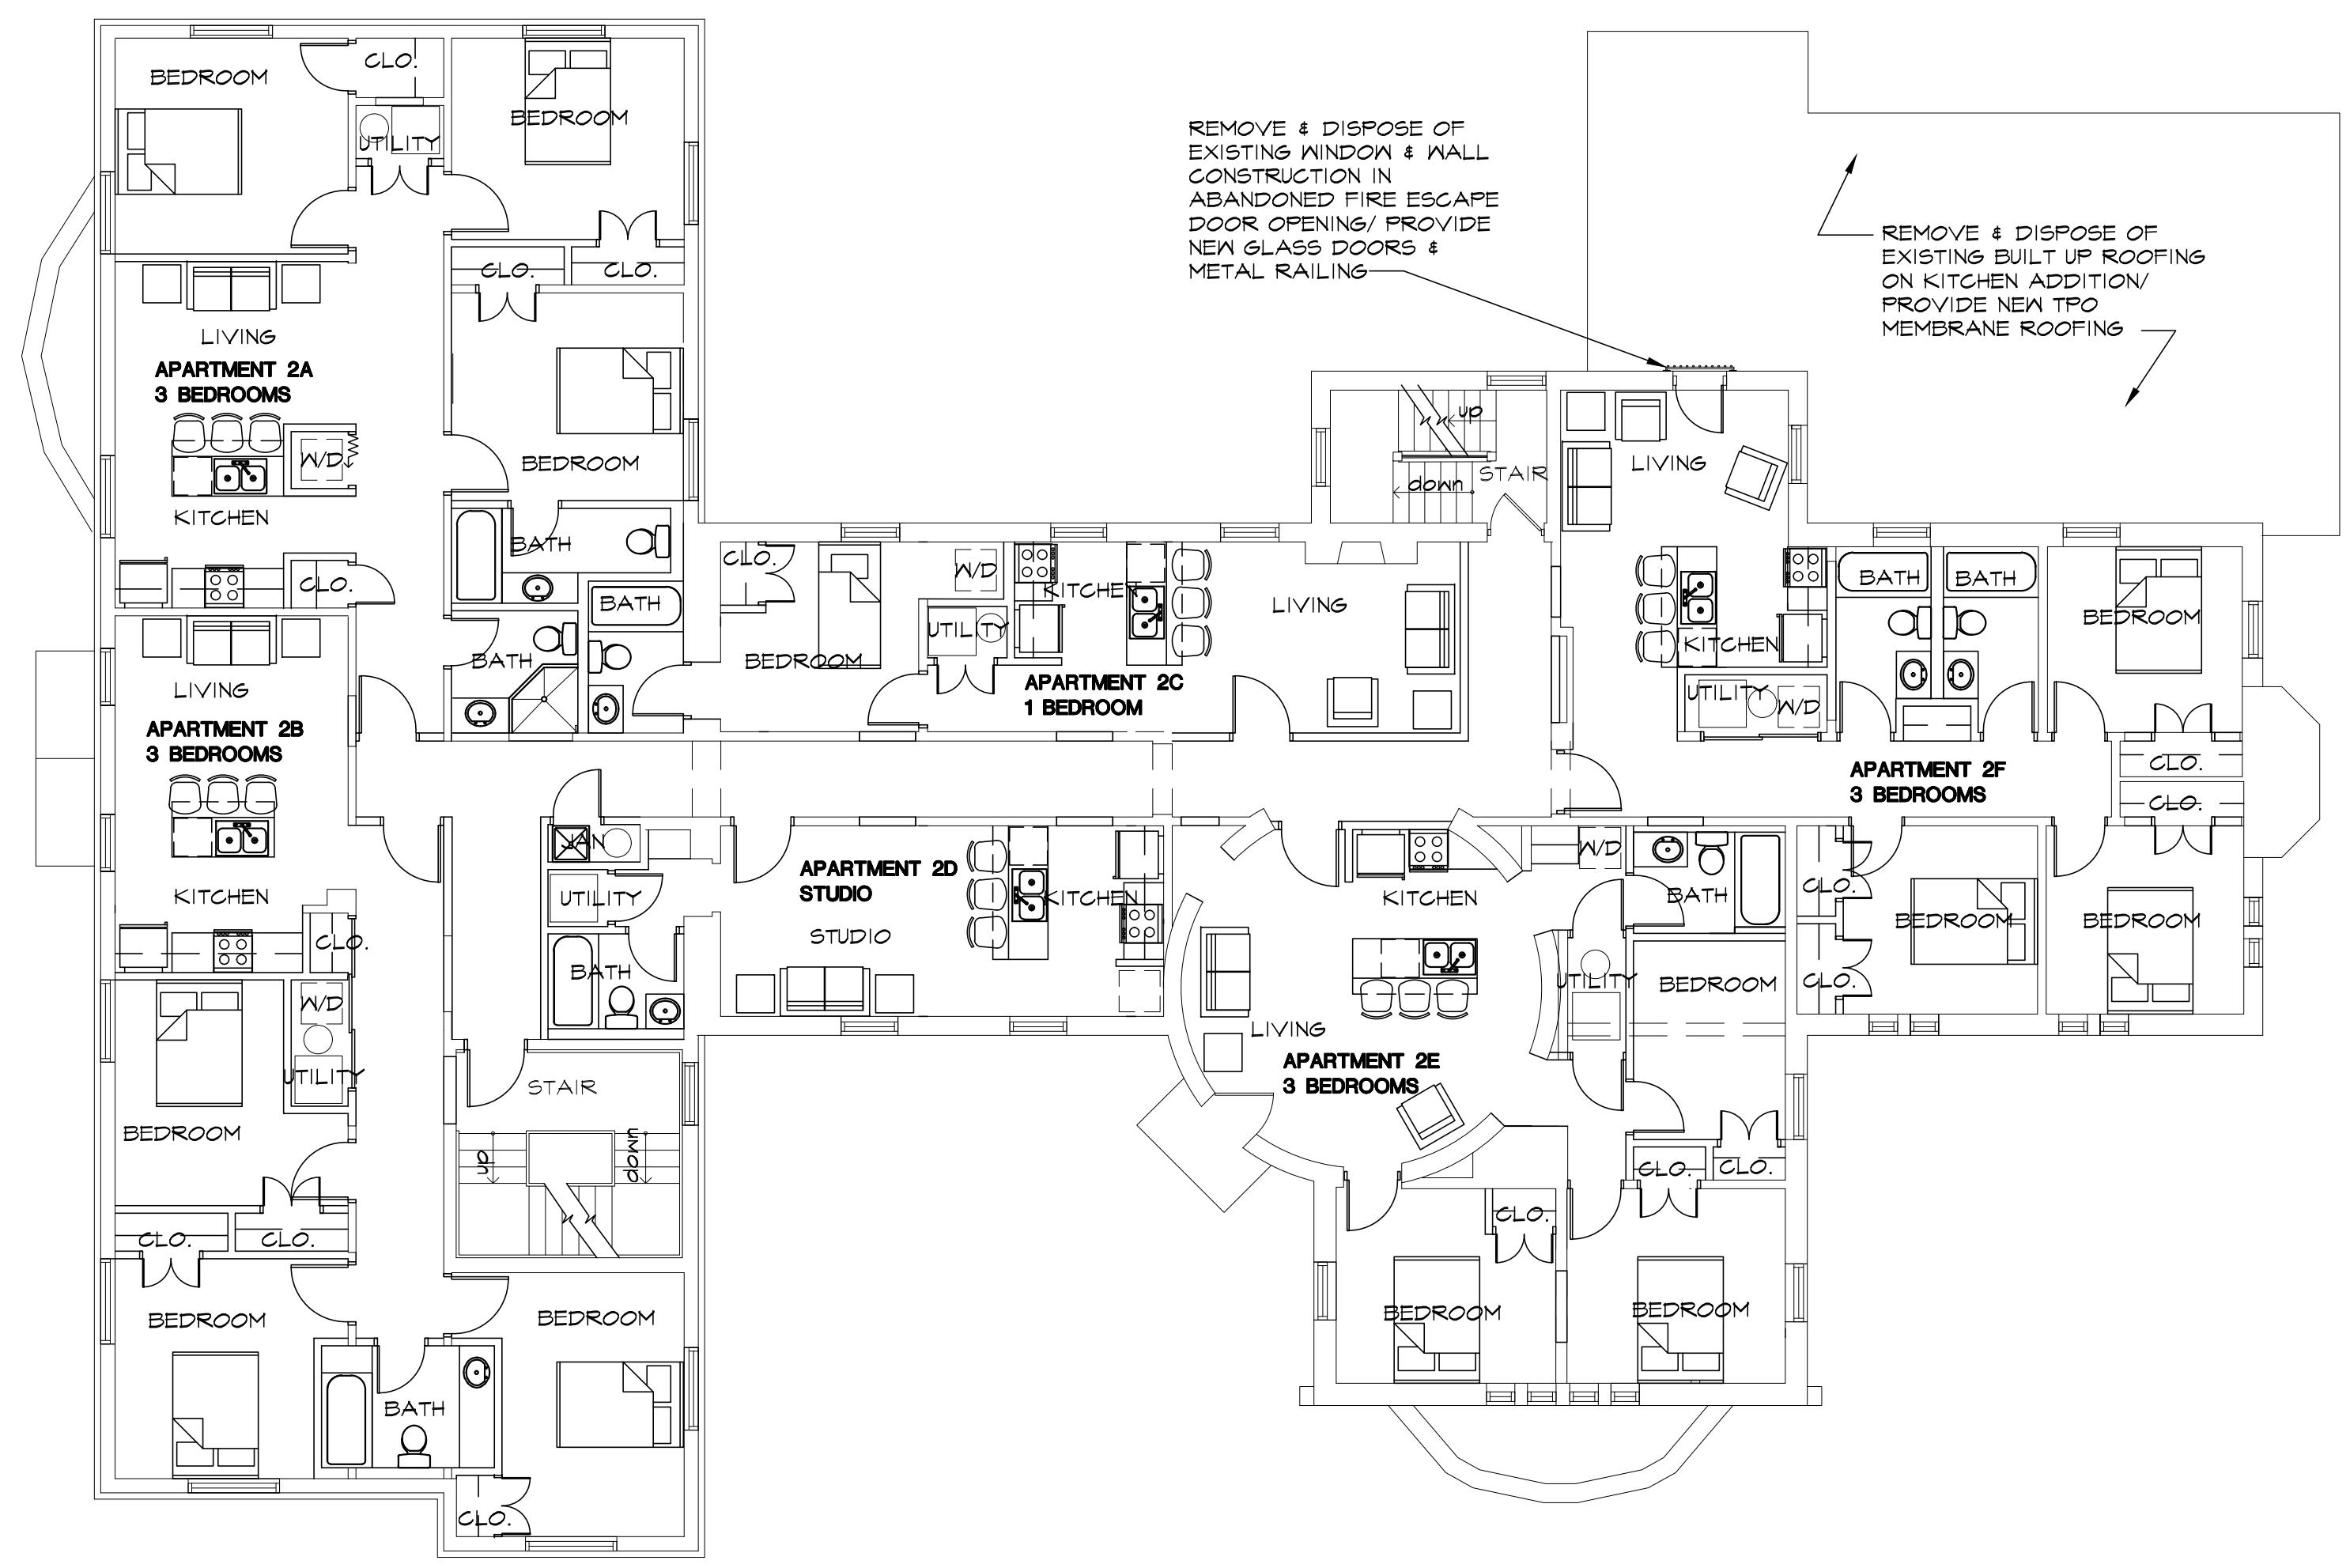 BEDROOM
CLO.
UTILITY
BEDROOM
CLO.
CLO.
LIVING
APARTMENT 2A
3 BEDROOMS
W/D
KITCHEN
CLO.
BEDROOM
BATH
BATH
BATH
LIVING
APARTMENT 2B
3 BEDROOMS
KITCHEN
CLO.
W/D
UTILITY
BEDROOM
CLO.
CLO.
BEDROOM
BATH
BEDROOM
CLO.
STAIR
up
down
JAN
UTILITY
BATH
CLO.
BEDROOM
W/D
UTILITY
KITCHEN
LIVING
APARTMENT 2C
1 BEDROOM
APARTMENT 2D
STUDIO
STUDIO
KITCHEN
REMOVE & DISPOSE OF
EXISTING WINDOW & WALL
CONSTRUCTION IN
ABANDONED FIRE ESCAPE
DOOR OPENING/ PROVIDE
NEW GLASS DOORS &
METAL RAILING
REMOVE & DISPOSE OF
EXISTING BUILT UP ROOFING
ON KITCHEN ADDITION/
PROVIDE NEW TPO
MEMBRANE ROOFING
up
down
STAIR
LIVING
KITCHEN
UTILITY
W/D
BATH
BATH
BEDROOM
CLO.
CLO.
APARTMENT 2F
3 BEDROOMS
CLO.
CLO.
BEDROOM
BEDROOM
KITCHEN
W/D
BATH
UTILITY
BEDROOM
LIVING
APARTMENT 2E
3 BEDROOMS
CLO.
CLO.
CLO.
BEDROOM
BEDROOM